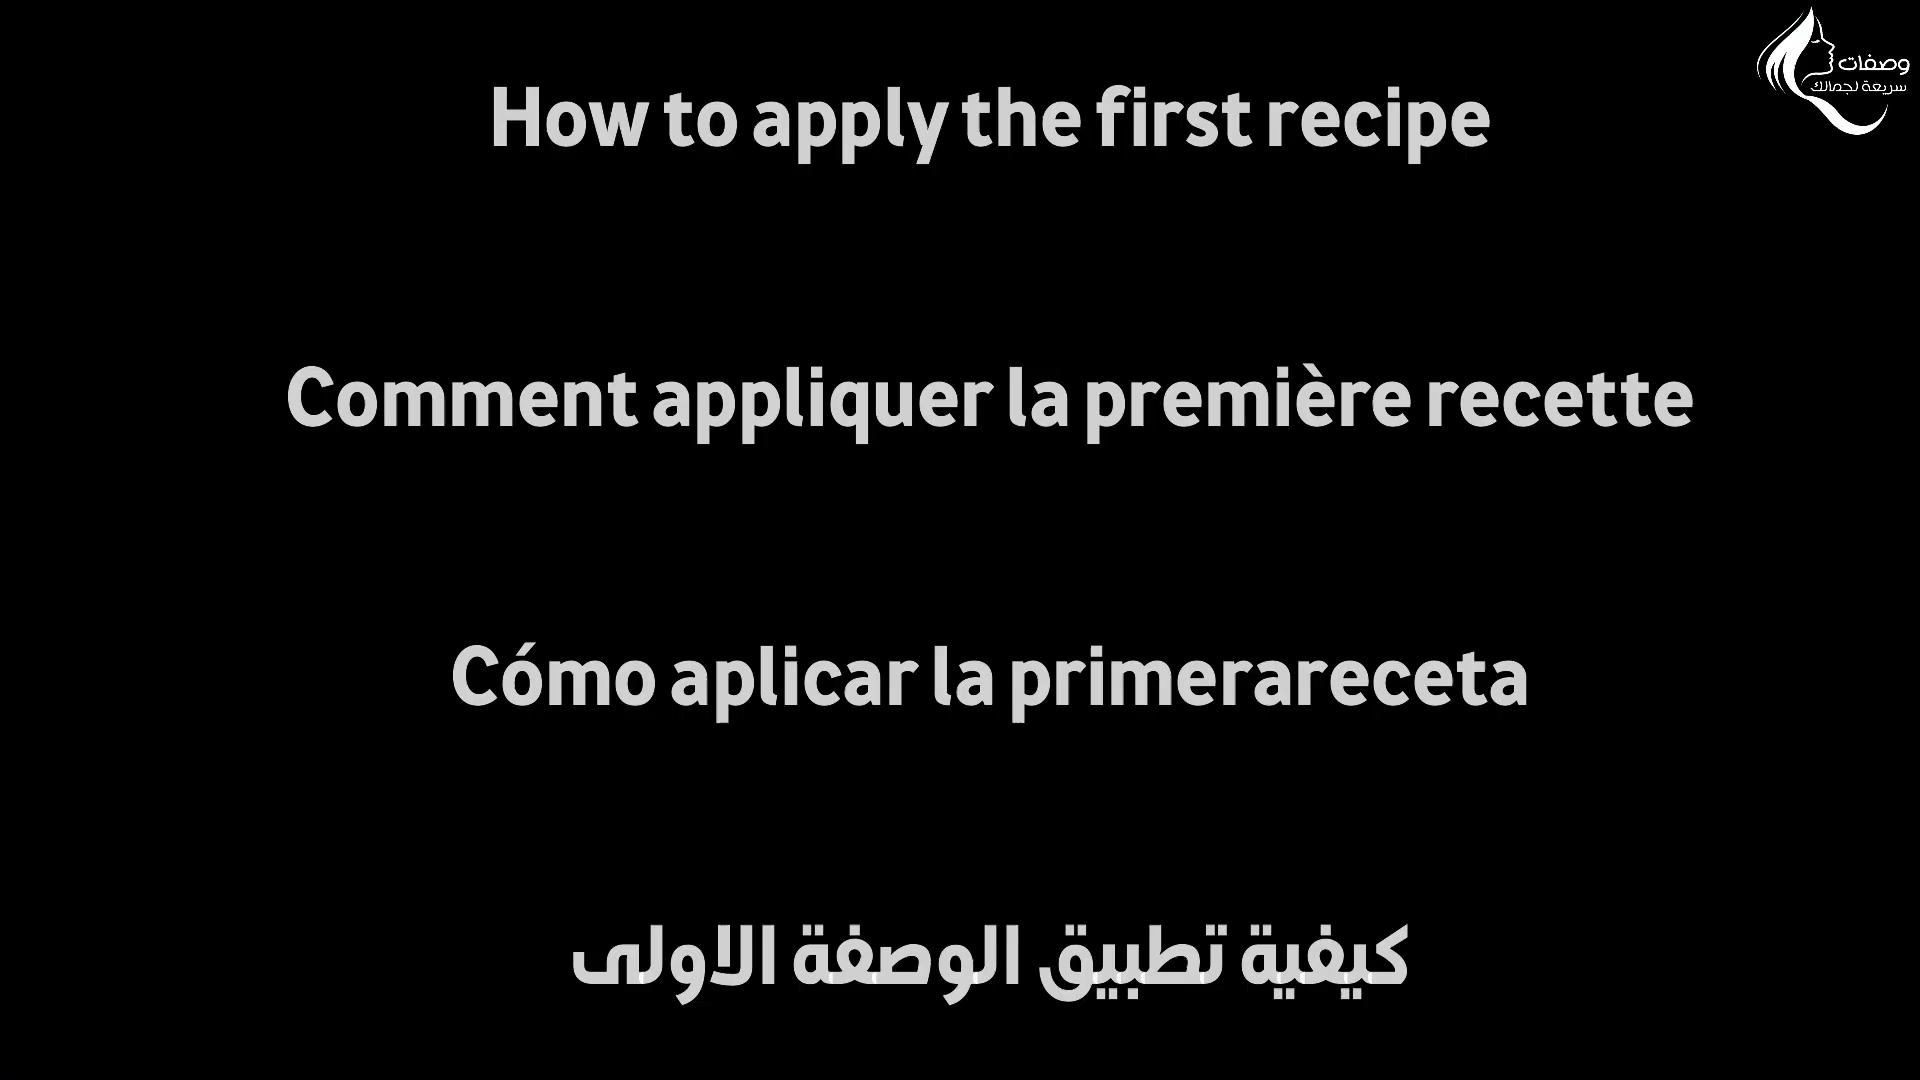 وصفات
سريعة لجمالك
How to apply the first recipe
Comment appliquer la première recette
Cómo aplicar la primerareceta
كيفية تطبيق الوصفة الاولى